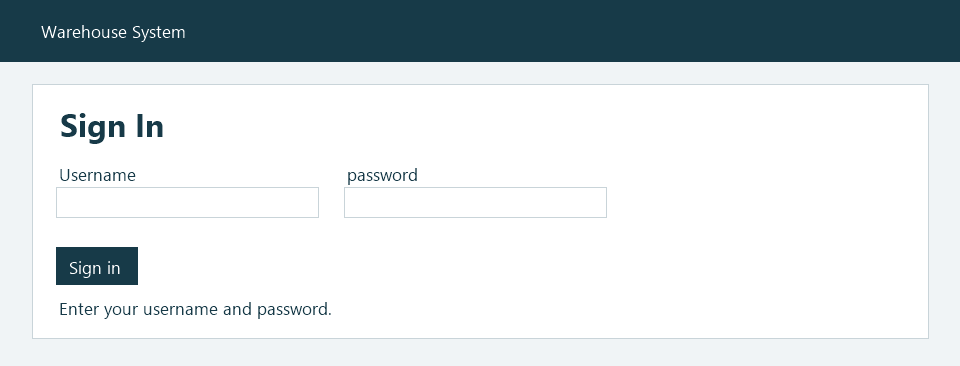 Warehouse System
Sign In
Username
password
Sign in
Enter your username and password.